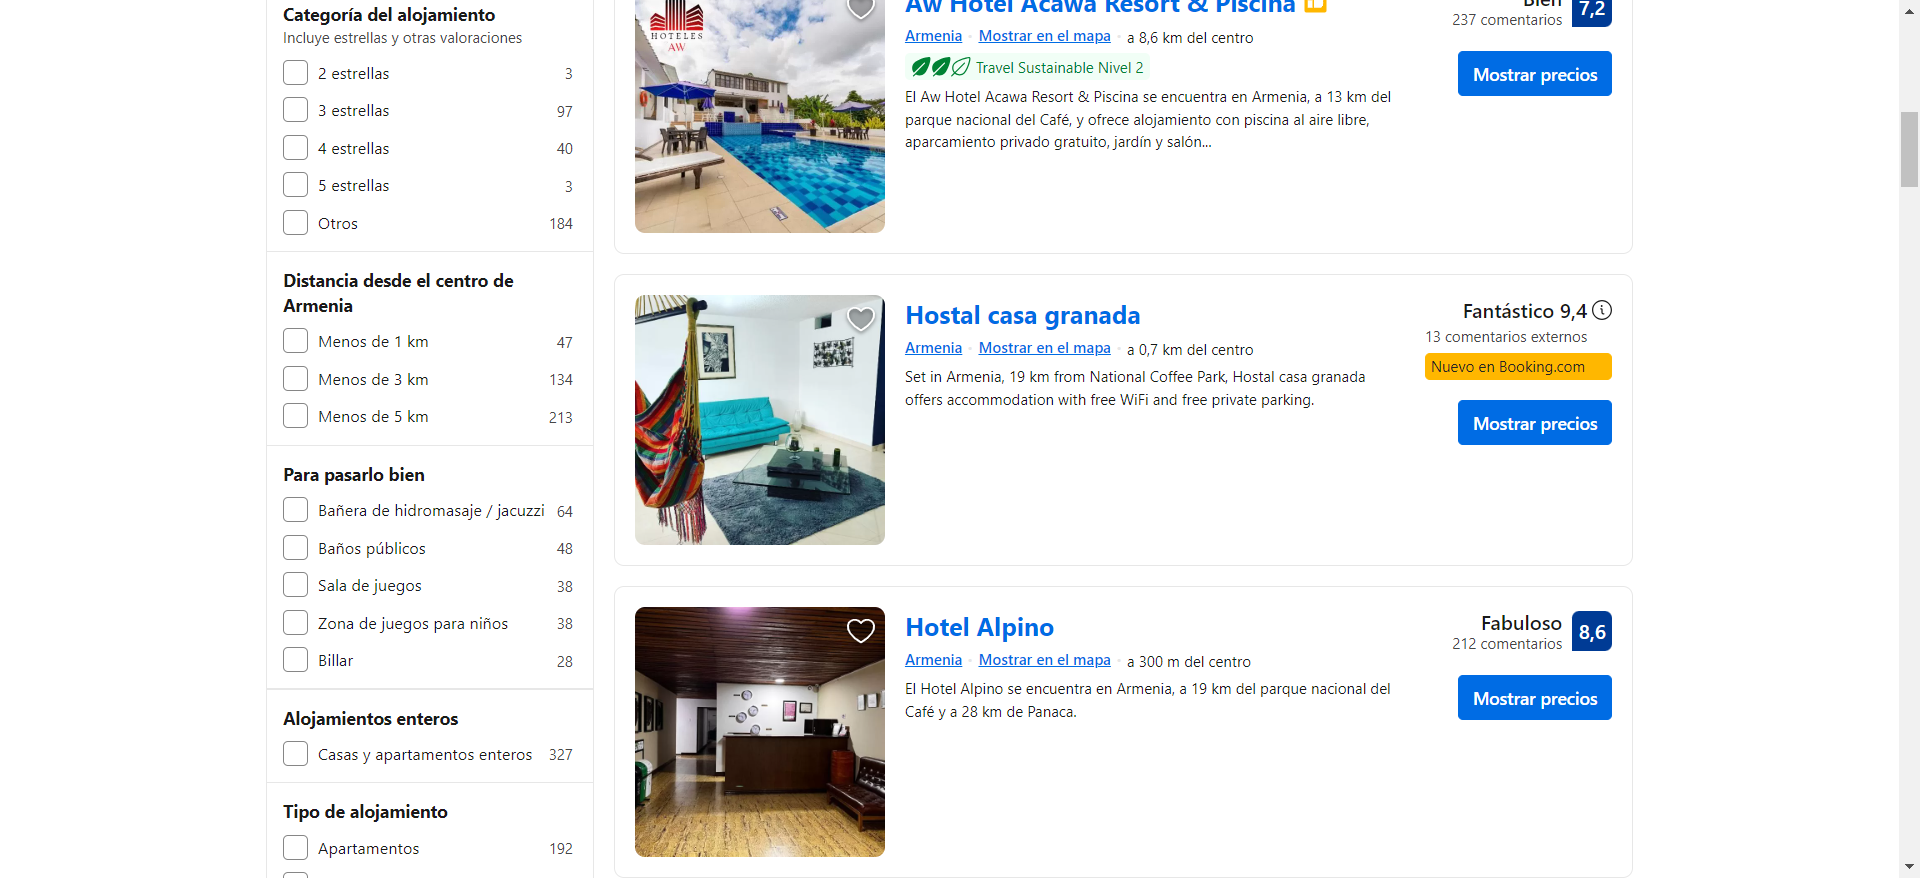 Categoría del alojamiento
Incluye estrellas y otras valoraciones
2 estrellas 3
3 estrellas 97
4 estrellas 40
5 estrellas 3
Otros 184
Distancia desde el centro de
Armenia
Menos de 1 km 47
Menos de 3 km 134
Menos de 5 km 213
Para pasarlo bien
Bañera de hidromasaje / jacuzzi 64
Baños públicos 48
Sala de juegos 38
Zona de juegos para niños 38
Billar 28
Alojamientos enteros
Casas y apartamentos enteros 327
Tipo de alojamiento
Apartamentos 192
HOTELES
AW
Aw Hotel Acawa Resort & Piscina
Armenia Mostrar en el mapa a 8,6 km del centro
Travel Sustainable Nivel 2
El Aw Hotel Acawa Resort & Piscina se encuentra en Armenia, a 13 km del
parque nacional del Café, y ofrece alojamiento con piscina al aire libre,
aparcamiento privado gratuito, jardín y salón...
Bien 7,2
237 comentarios
Mostrar precios
Hostal casa granada
Armenia Mostrar en el mapa a 0,7 km del centro
Set in Armenia, 19 km from National Coffee Park, Hostal casa granada
offers accommodation with free WiFi and free private parking.
Fantástico 9,4
13 comentarios externos
Nuevo en Booking.com
Mostrar precios
Hotel Alpino
Armenia Mostrar en el mapa a 300 m del centro
El Hotel Alpino se encuentra en Armenia, a 19 km del parque nacional del
Café y a 28 km de Panaca.
Fabuloso 8,6
212 comentarios
Mostrar precios